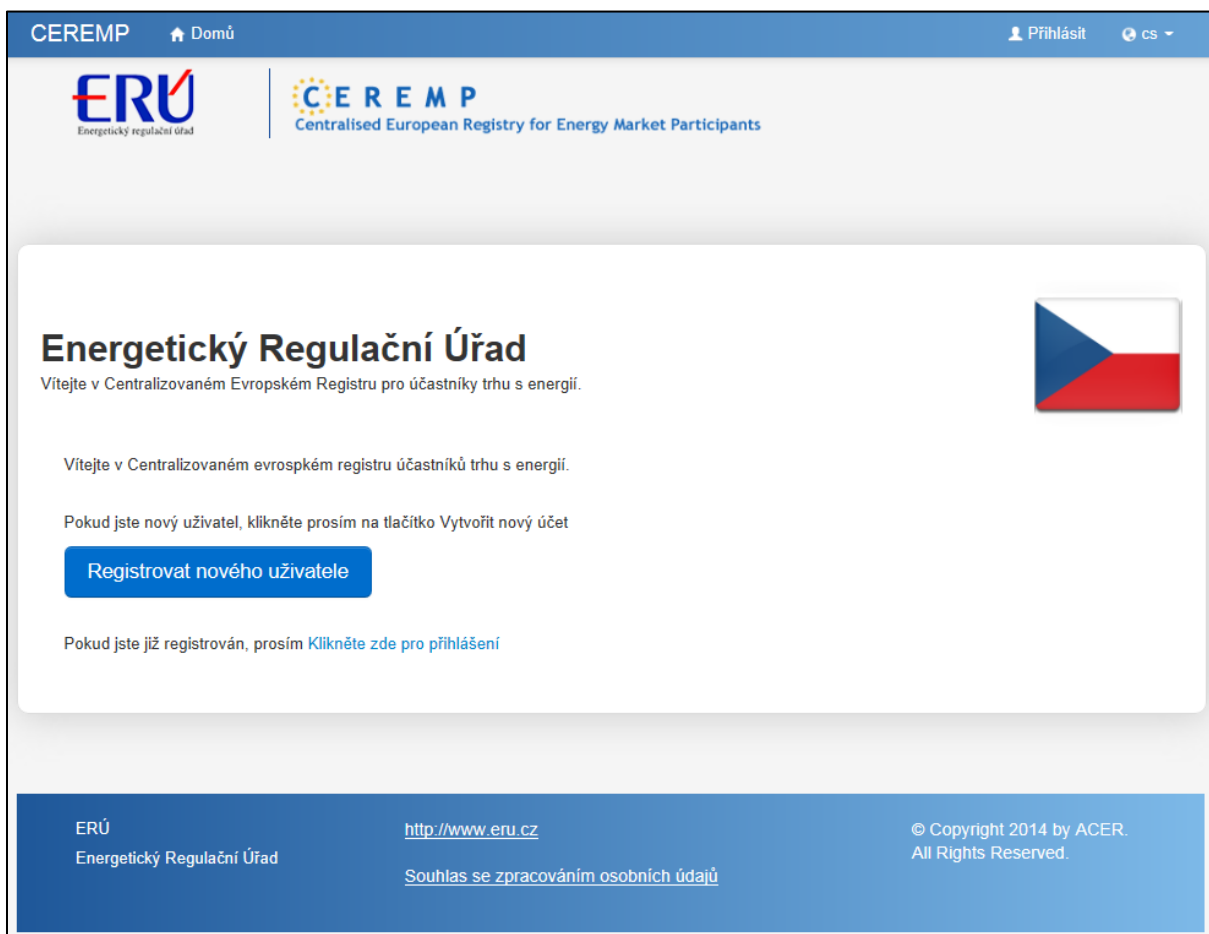 CEREMP Domů Přihlásit cs
ERÚ
Energetický regulační úřad
CEREMP
Centralised European Registry for Energy Market Participants
Energetický Regulační Úřad
Vítejte v Centralizovaném Evropském Registru pro účastníky trhu s energií.
Vítejte v Centralizovaném evrospkém registru účastníků trhu s energií.
Pokud jste nový uživatel, klikněte prosím na tlačítko Vytvořit nový účet
Registrovat nového uživatele
Pokud jste již registrován, prosím Klikněte zde pro přihlášení
ERÚ
Energetický Regulační Úřad
http://www.eru.cz
Souhlas se zpracováním osobních údajů
© Copyright 2014 by ACER.
All Rights Reserved.